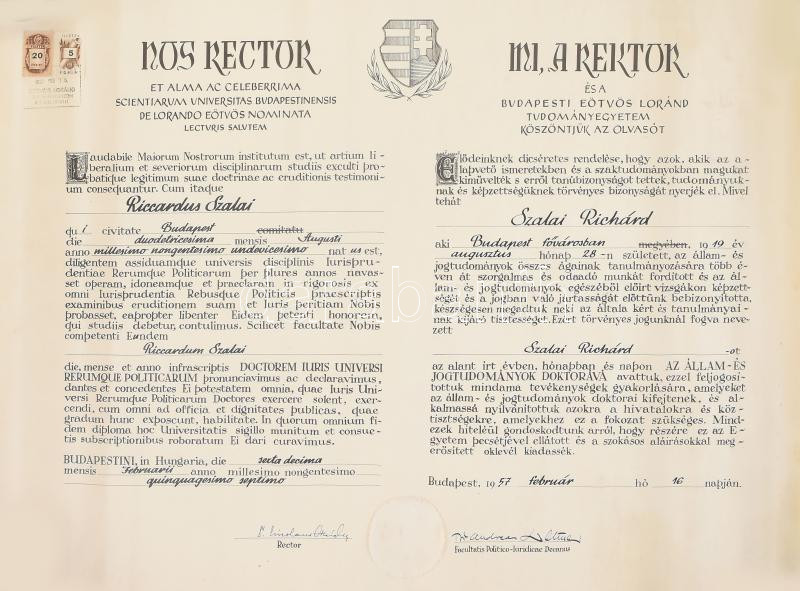 20
5
NOS RECTOR
ET ALMA AC CELEBERRIMA
SCIENTIARUM UNIVERSITAS BUDAPESTINENSIS
DE LORANDO EÖTVÖS NOMINATA
LECTURIS SALUTEM
Laudabile Maiorum Nostrorum institutum est, ut artium li-
beralium et severiorum disciplinarum studiis exculti pro-
batique legitimum suae doctrinae ac eruditionis testimoni-
um consequantur. Cum itaque
Riccardus Szalai
qui civitate Budapest comitatu
die duodetricesima mensis Augusti
anno millesimo nongentesimo undevicesimo natus est,
diligentem assiduamque universis disciplinis Iurispru-
dentiae Rerumque Politicarum per plures annos navas-
set operam, idoneamque et praeclaram in rigorosis ex
omni Iurisprudentia Rebusque Politicis praescriptis
examinibus eruditionem suam et Iuris peritiam Nobis
probasset, eapropter libenter Eidem petenti honorem,
qui studiis debetur, contulimus. Scilicet facultate Nobis
competenti Eundem
Riccardum Szalai
die, mense et anno infrascriptis DOCTOREM IURIS UNIVERSI
RERUMQUE POLITICARUM pronunciavimus ac declaravimus,
dantes et concedentes Ei potestatem omnia, quae Iuris Uni-
versi Rerumque Politicarum Doctores exercere solent, exer-
cendi, cum omni ad officia et dignitates publicas, quae
gradum hunc exposcunt, habilitate. In quorum omnium fi-
dem diploma hoc Universitatis sigillo munitum et consue-
tis subscriptionibus roboratum Ei dari curavimus.
BUDAPESTINI, in Hungaria, die sexta decima
mensis Februarii anno millesimo nongentesimo
quinquagesimo septimo
Rector
MI, A REKTOR
ÉS A
BUDAPESTI EÖTVÖS LORÁND
TUDOMÁNYEGYETEM
KÖSZÖNTJÜK AZ OLVASÓT
Elődeinknek dicséretes rendelése, hogy azok, akik az a-
lapvető ismeretekben és a szaktudományokban magukat
kiművelték s erről tanúbizonyságot tettek, tudományuk-
nak és képzettségüknek törvényes bizonyságát nyerjék el. Mivel
tehát
Szalai Richárd
aki Budapest fővárosban megyében, 1919 év
augusztus hónap 28-n született, az állam- és
jogtudományok összes ágainak tanulmányozására több é-
ven át szorgalmas és odaadó munkát fordított és az ál-
lam- és jogtudományok egészéből előírt vizsgákon képzett-
ségét és a jogban való jártasságát előttünk bebizonyította,
készségesen megadtuk neki az általa kért és tanulmányai-
nak kijáró tisztességet. Ezért törvényes jogunknál fogva neve-
zett
Szalai Richárd -ot
az alant írt évben, hónapban és napon AZ ÁLLAM- ÉS
JOGTUDOMÁNYOK DOKTORÁVÁ avattuk, ezzel feljogosí-
tottuk mindama tevékenységek gyakorlására, amelyeket
az állam- és jogtudományok doktorai kifejtenek, és al-
kalmassá nyilvánítottuk azokra a hivatalokra és köz-
tisztségekre, amelyekhez ez a fokozat szükséges. Mind-
ezek hiteléül gondoskodtunk arról, hogy részére ez az E-
gyetem pecsétjével ellátott és a szokásos aláírásokkal meg-
erősített oklevél kiadassék.
Budapest, 1957 február hó 16 napján.
Facultatis Politico-Iuridicae Decanus